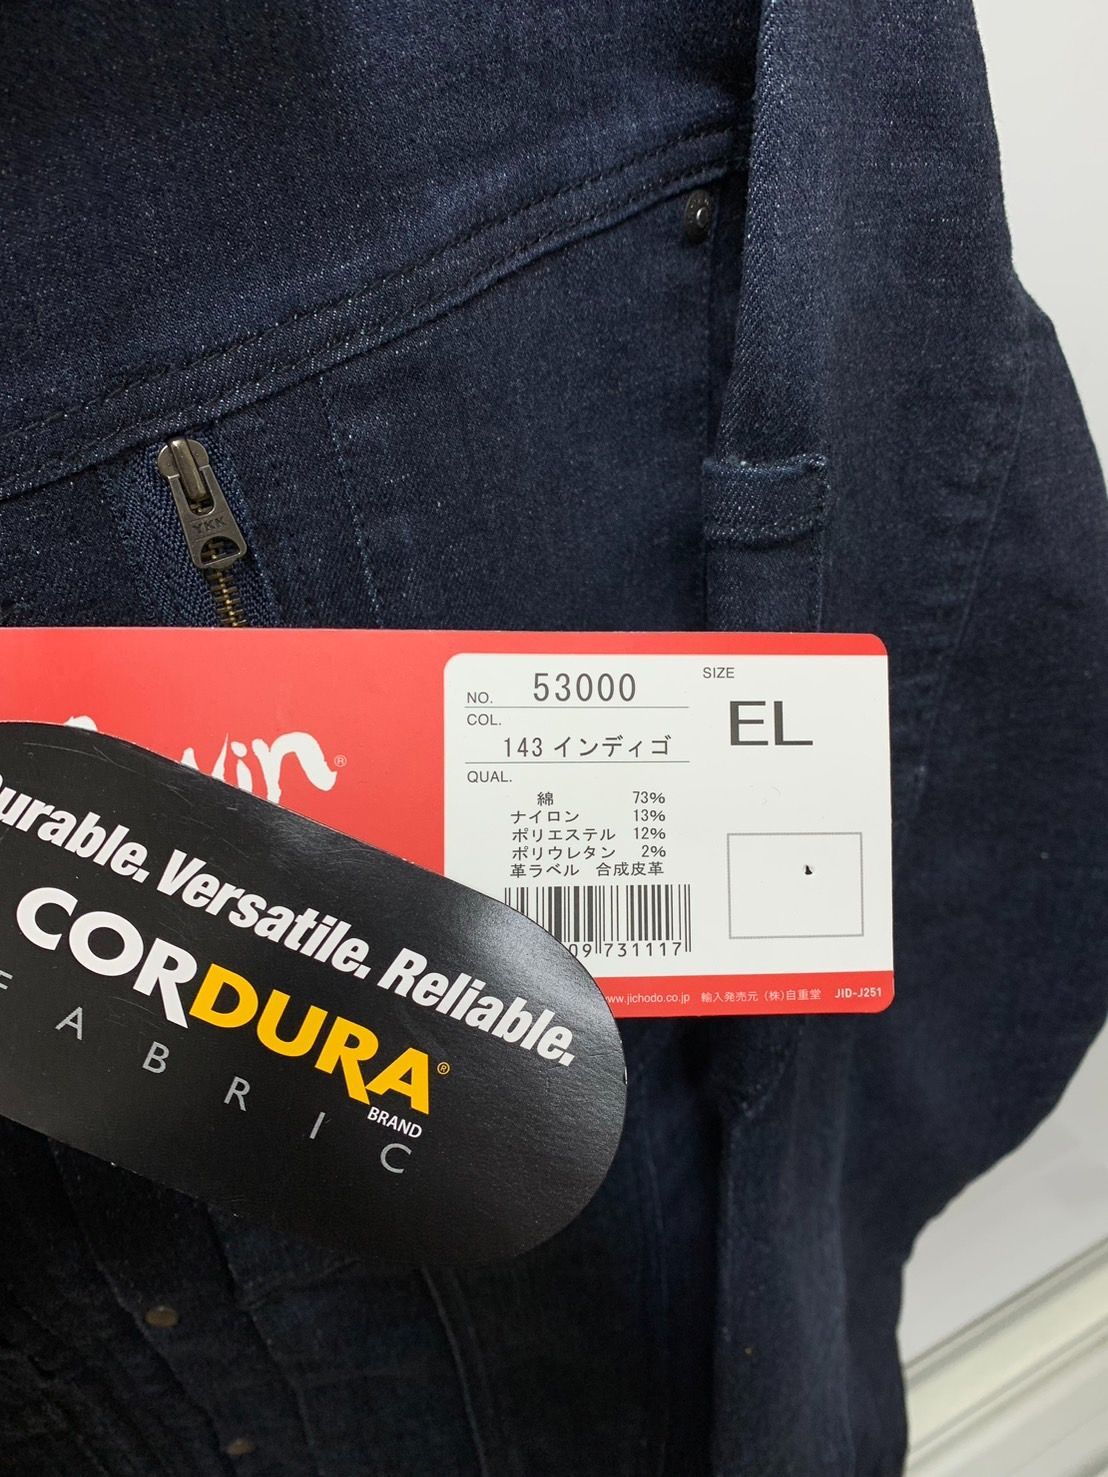 YKK
NO. 53000
SIZE
EL
COL.
143 インディゴ
QUAL.
綿 73%
ナイロン 13%
ポリエステル 12%
ポリウレタン 2%
革ラベル 合成皮革
09 731117
www.jichodo.co.jp 輸入発売元 (株)自重堂 JID-J251
Durable. Versatile. Reliable.
CORDURA®
BRAND
FABRIC